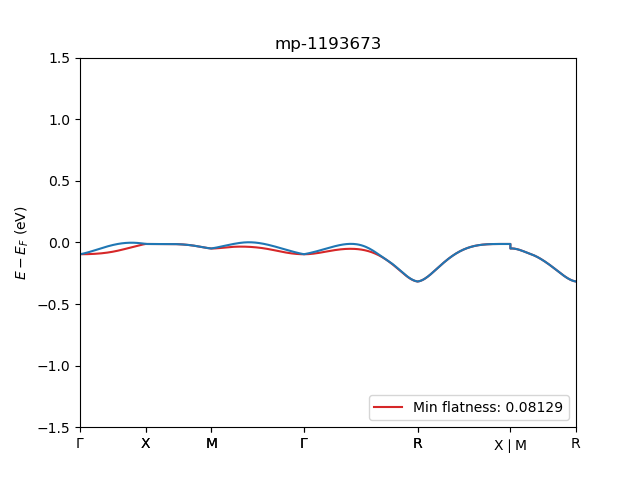 mp-1193673
1.5
1.0
0.5
0.0
−0.5
−1.0
−1.5
E − E_F (eV)
Min flatness: 0.08129
Γ X M Γ R X | M R